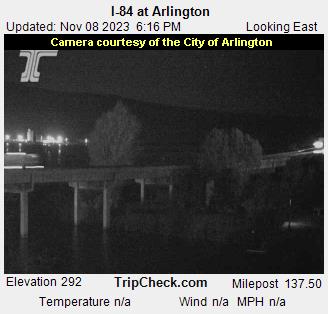 I-84 at Arlington
Updated: Nov 08 2023 6:16 PM Looking East
Camera courtesy of the City of Arlington
Elevation 292 TripCheck.com Milepost 137.50
Temperature n/a Wind n/a MPH n/a